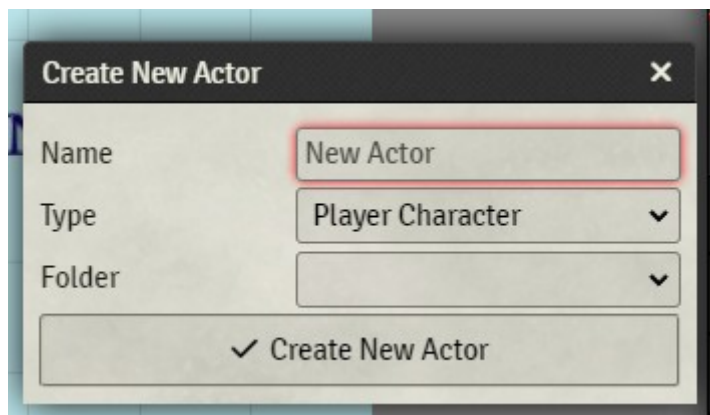 Create New Actor
Name New Actor
Type Player Character
Folder
Create New Actor